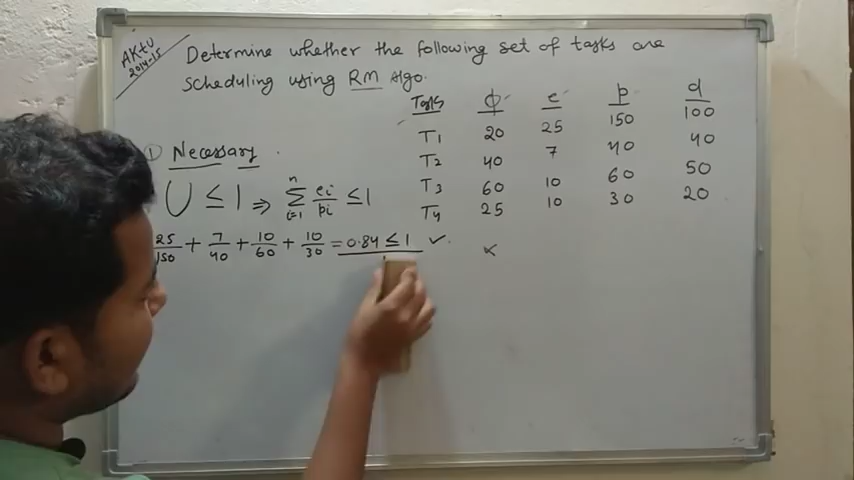 AKTU
2014-15
Determine whether the following set of tasks are
scheduling using RM Algo.
Tasks ϕ e p d
T1 20 25 150 100
T2 40 7 40 40
T3 60 10 60 50
T4 25 10 30 20
① Necessary
U ≤ 1 ⇒ n∑i=1 ei/pi ≤ 1
25/150 + 7/40 + 10/60 + 10/30 = 0.84 ≤ 1 ✓